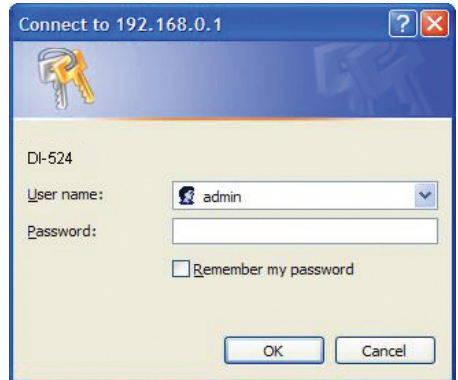 Connect to 192.168.0.1
DI-524
User name:
admin
Password:
Remember my password
OK
Cancel